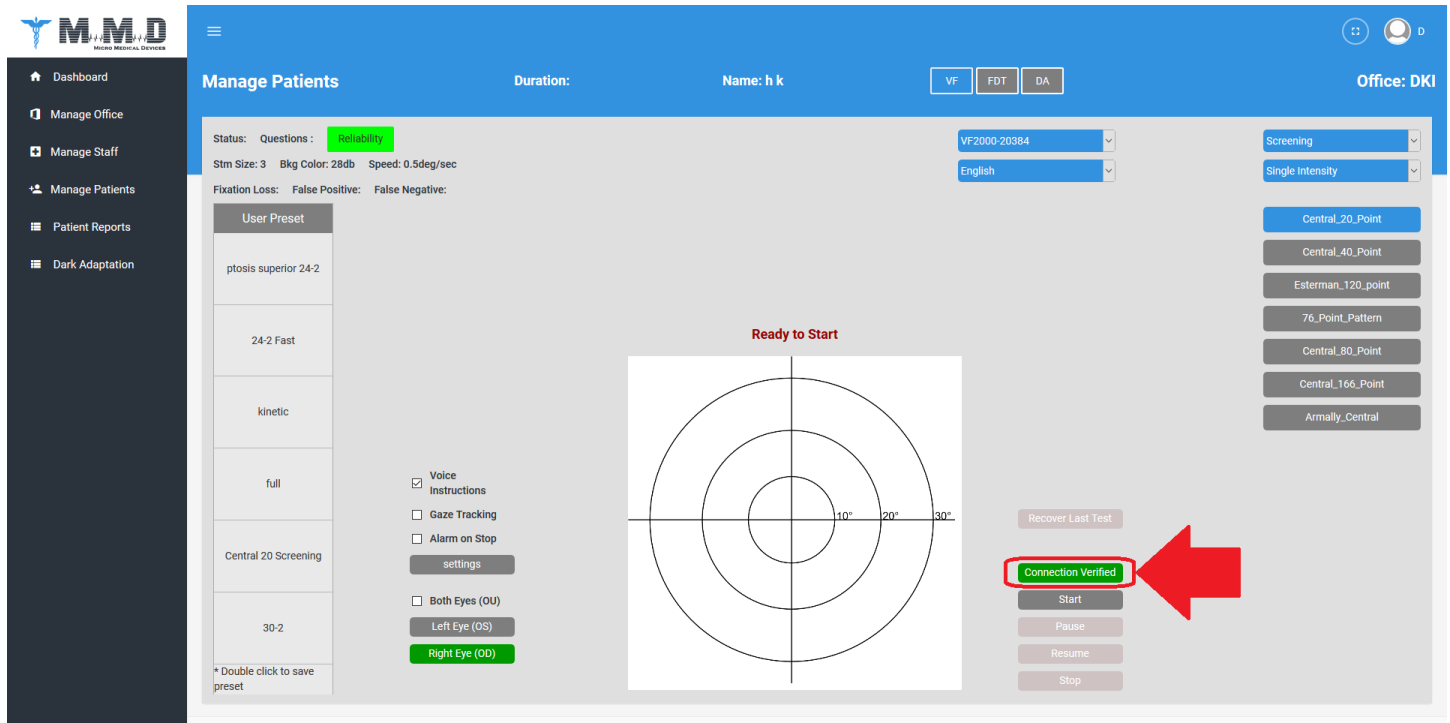 M.M.D
MICRO MEDICAL DEVICES
D
Dashboard
Manage Office
Manage Staff
Manage Patients
Patient Reports
Dark Adaptation
Manage Patients
Duration:
Name: h k
VF
FDT
DA
Office: DKI
Status: Questions : Reliability
Stm Size: 3 Bkg Color: 28db Speed: 0.5deg/sec
Fixation Loss: False Positive: False Negative:
VF2000-20384
English
Screening
Single Intensity
User Preset
ptosis superior 24-2
24-2 Fast
kinetic
full
Central 20 Screening
30-2
* Double click to save
preset
Voice
Instructions
Gaze Tracking
Alarm on Stop
settings
Both Eyes (OU)
Left Eye (OS)
Right Eye (OD)
Ready to Start
10° 20° 30°
Recover Last Test
Connection Verified
Start
Pause
Resume
Stop
Central_20_Point
Central_40_Point
Esterman_120_point
76_Point_Pattern
Central_80_Point
Central_166_Point
Armally_Central